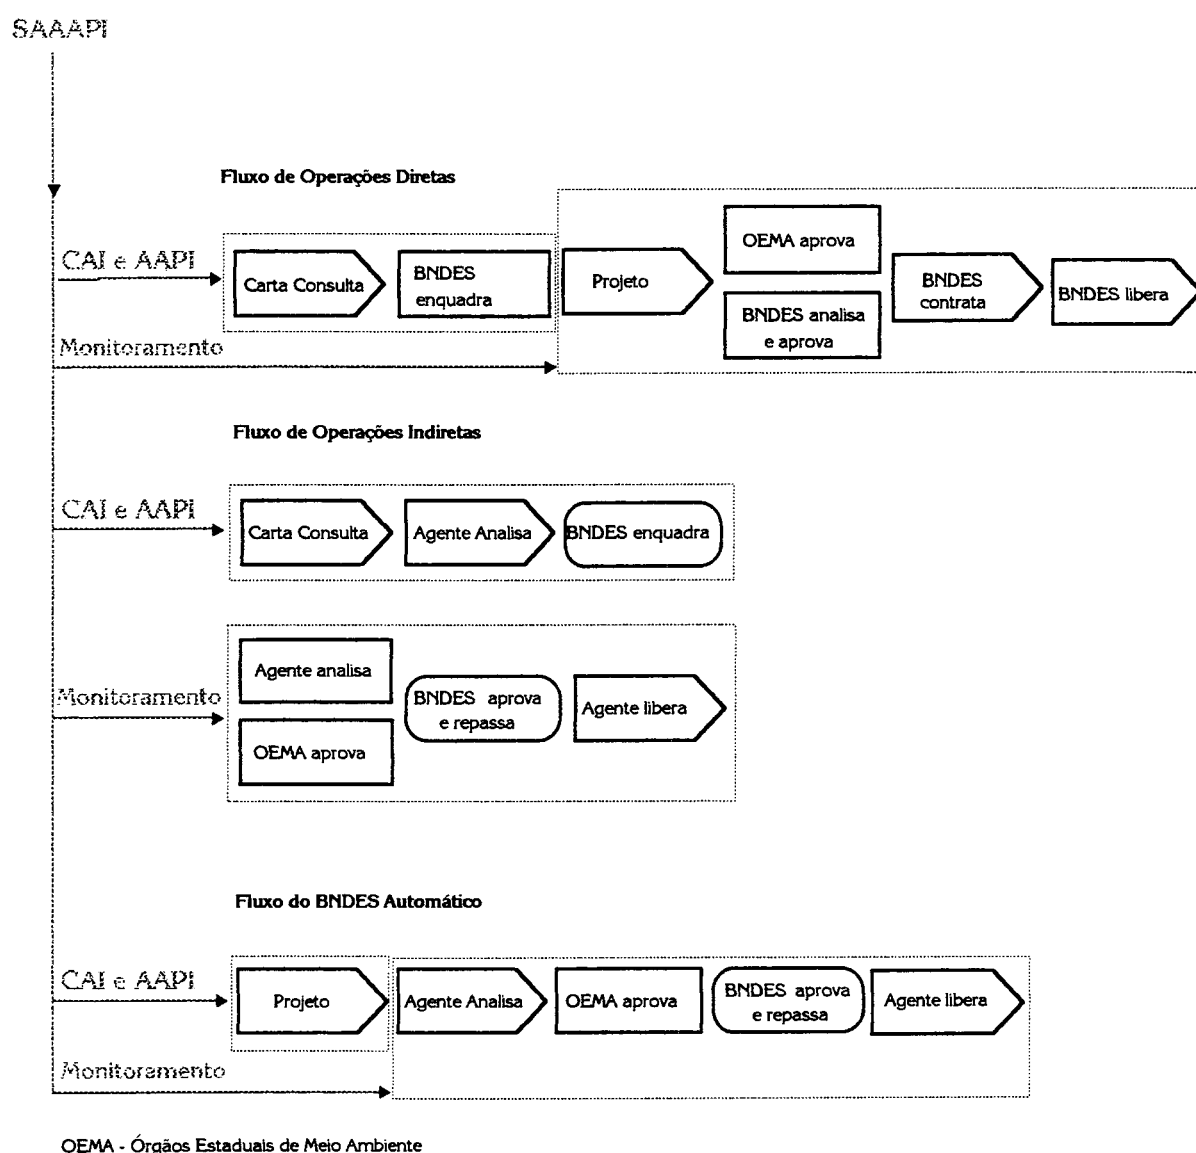 SAAAPI
Fluxo de Operações Diretas
CAI e AAPI
Carta Consulta
BNDES
enquadra
Projeto
OEMA aprova
BNDES analisa
e aprova
BNDES
contrata
BNDES libera
Monitoramento
Fluxo de Operações Indiretas
CAI e AAPI
Carta Consulta
Agente Analisa
BNDES enquadra
Monitoramento
Agente analisa
OEMA aprova
BNDES aprova
e repassa
Agente libera
Fluxo do BNDES Automático
CAI e AAPI
Projeto
Agente Analisa
OEMA aprova
BNDES aprova
e repassa
Agente libera
Monitoramento
OEMA - Órgãos Estaduais de Meio Ambiente